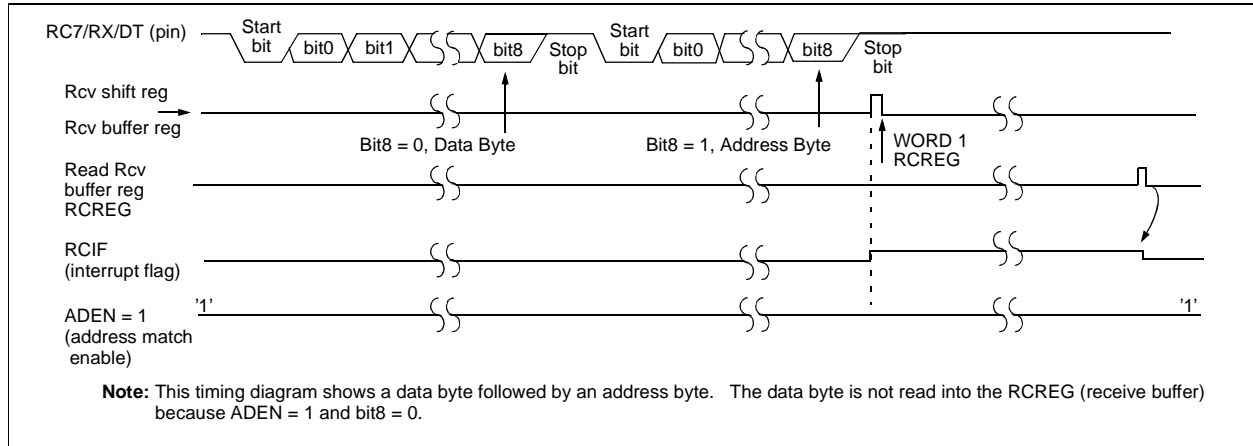 RC7/RX/DT (pin)
Start
bit
bit0
bit1
bit8
Stop
bit
Start
bit
bit0
bit8
Stop
bit
Rcv shift reg
Rcv buffer reg
Bit8 = 0, Data Byte
Bit8 = 1, Address Byte
WORD 1
RCREG
Read Rcv
buffer reg
RCREG
RCIF
(interrupt flag)
ADEN = 1
(address match
enable)
'1'
'1'
Note: This timing diagram shows a data byte followed by an address byte. The data byte is not read into the RCREG (receive buffer)
because ADEN = 1 and bit8 = 0.